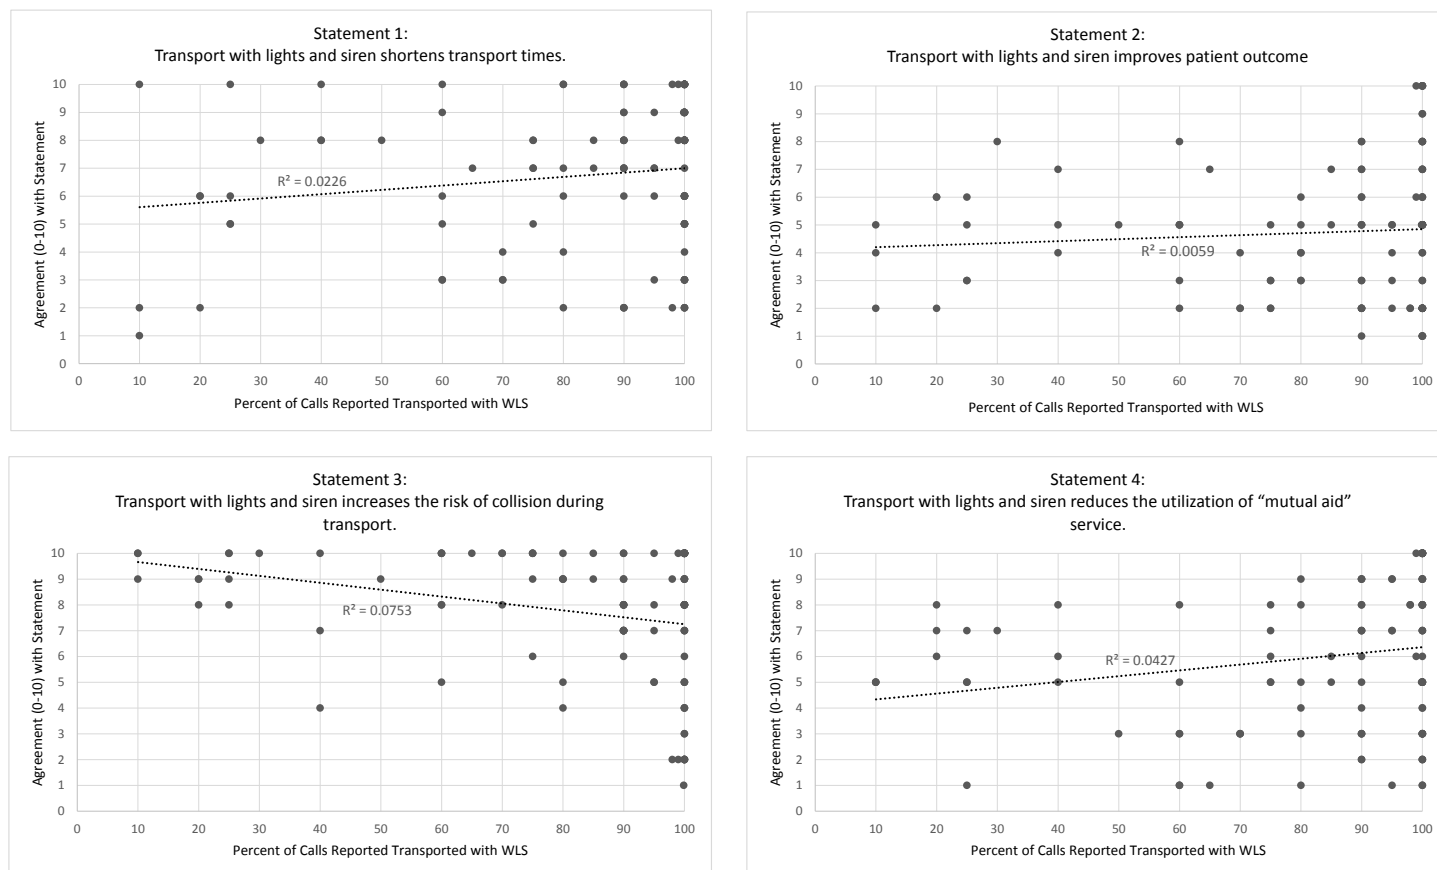 Statement 1:
Transport with lights and siren shortens transport times.
10
9
8
7
6
5
4
3
2
1
0
Agreement (0-10) with Statement
R² = 0.0226
0 10 20 30 40 50 60 70 80 90 100
Percent of Calls Reported Transported with WLS
Statement 2:
Transport with lights and siren improves patient outcome
10
9
8
7
6
5
4
3
2
1
0
Agreement (0-10) with Statement
R² = 0.0059
0 10 20 30 40 50 60 70 80 90 100
Percent of Calls Reported Transported with WLS
Statement 3:
Transport with lights and siren increases the risk of collision during
transport.
10
9
8
7
6
5
4
3
2
1
0
Agreement (0-10) with Statement
R² = 0.0753
0 10 20 30 40 50 60 70 80 90 100
Percent of Calls Reported Transported with WLS
Statement 4:
Transport with lights and siren reduces the utilization of “mutual aid”
service.
10
9
8
7
6
5
4
3
2
1
0
Agreement (0-10) with Statement
R² = 0.0427
0 10 20 30 40 50 60 70 80 90 100
Percent of Calls Reported Transported with WLS